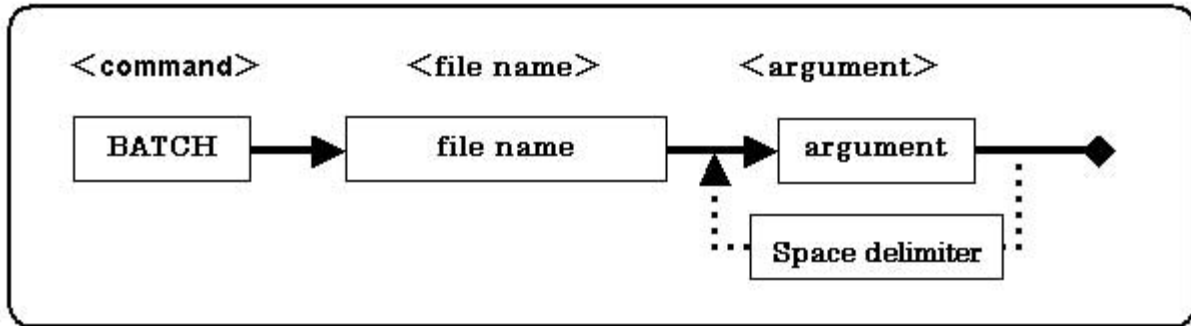 <command> <file name> <argument>
BATCH file name argument
Space delimiter